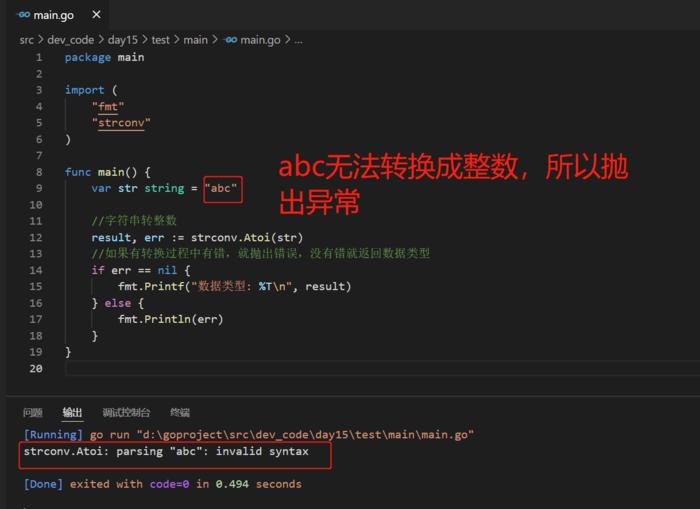 main.go
src > dev_code > day15 > test > main > main.go > ...
1 package main
2
3 import (
4 "fmt"
5 "strconv"
6 )
7
8 func main() {
9 var str string = "abc"
10
11 //字符串转整数
12 result, err := strconv.Atoi(str)
13 //如果有转换过程中有错，就抛出错误，没有错就返回数据类型
14 if err == nil {
15 fmt.Printf("数据类型: %T\n", result)
16 } else {
17 fmt.Println(err)
18 }
19 }
20
abc无法转换成整数，所以抛
出异常
问题 输出 调试控制台 终端
[Running] go run "d:\goproject\src\dev_code\day15\test\main\main.go"
strconv.Atoi: parsing "abc": invalid syntax
[Done] exited with code=0 in 0.494 seconds